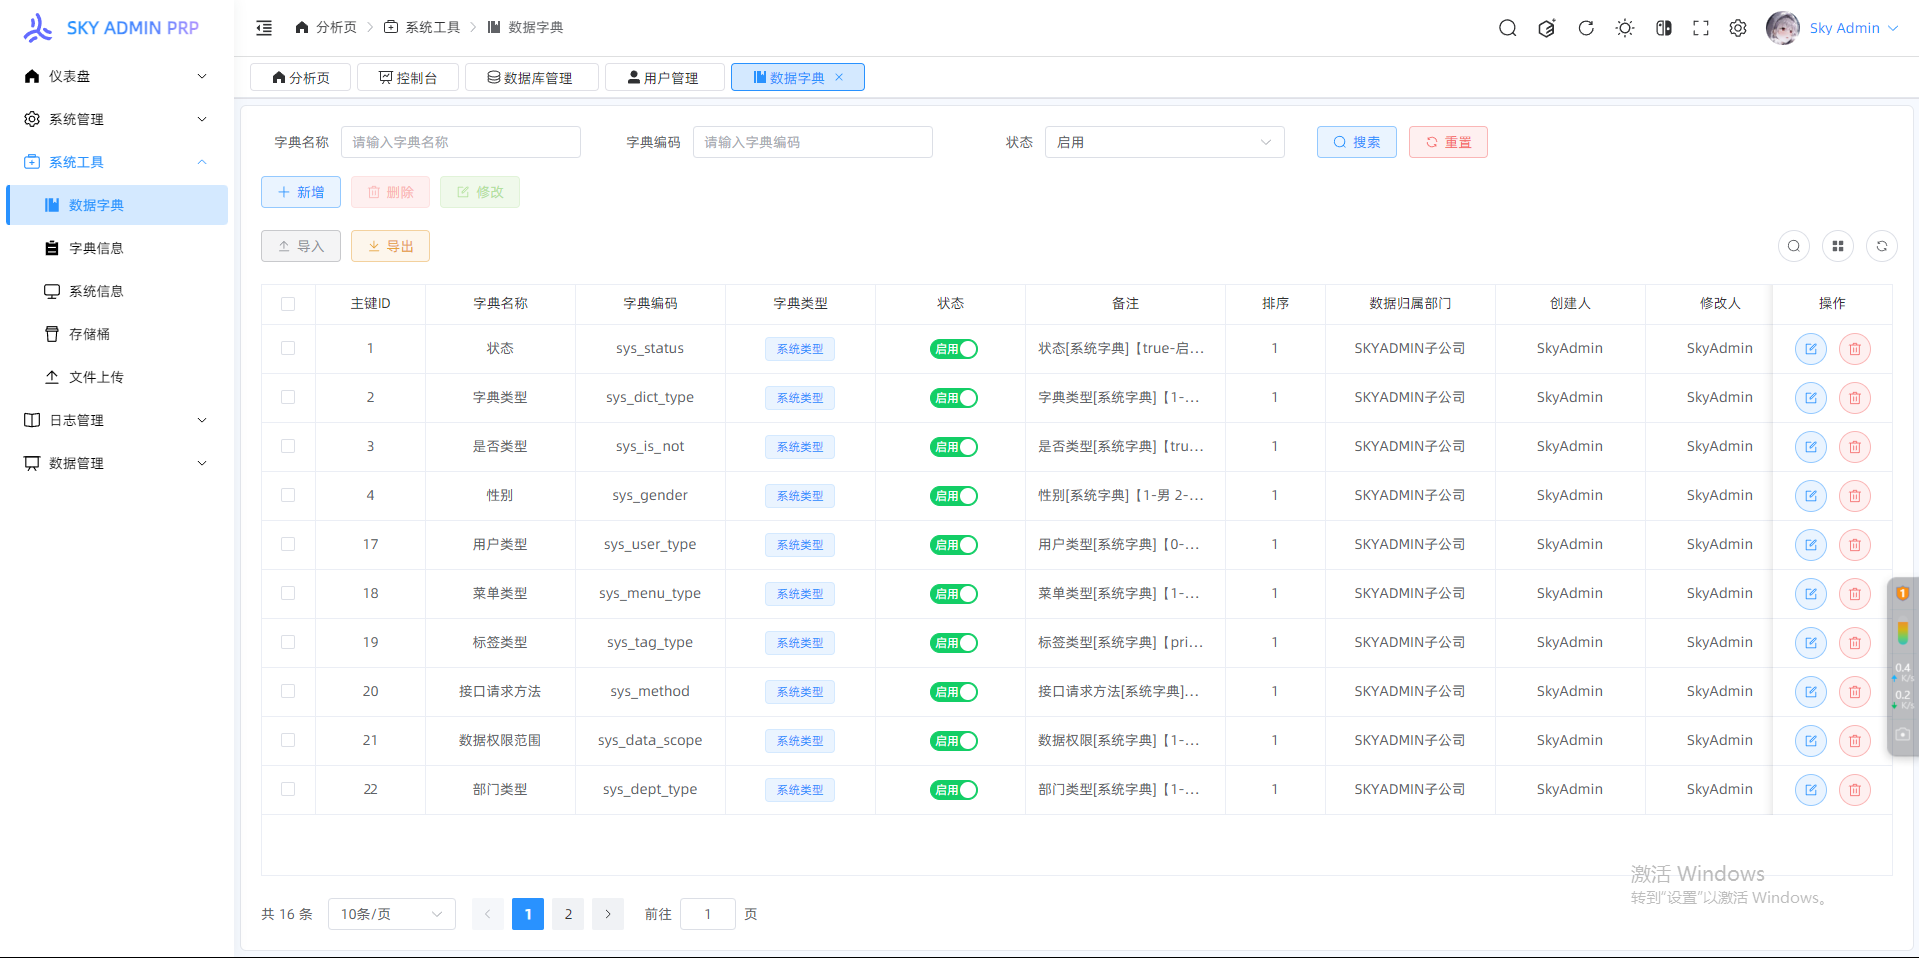 SKY ADMIN PRP
分析页 控制台 数据库管理 用户管理 数据字典
分析页 系统工具 数据字典
Sky Admin
仪表盘
系统管理
系统工具
数据字典
字典信息
系统信息
存储桶
文件上传
日志管理
数据管理
字典名称 请输入字典名称 字典编码 请输入字典编码 状态 启用 搜索 重置
新增 删除 修改
导入 导出
主键ID 字典名称 字典编码 字典类型 状态 备注 排序 数据归属部门 创建人 修改人 操作
1 状态 sys_status 系统类型 启用 状态[系统字典]【true-启... 1 SKYADMIN子公司 SkyAdmin SkyAdmin
2 字典类型 sys_dict_type 系统类型 启用 字典类型[系统字典]【1-... 1 SKYADMIN子公司 SkyAdmin SkyAdmin
3 是否类型 sys_is_not 系统类型 启用 是否类型[系统字典]【tru... 1 SKYADMIN子公司 SkyAdmin SkyAdmin
4 性别 sys_gender 系统类型 启用 性别[系统字典]【1-男 2-... 1 SKYADMIN子公司 SkyAdmin SkyAdmin
17 用户类型 sys_user_type 系统类型 启用 用户类型[系统字典]【0-... 1 SKYADMIN子公司 SkyAdmin SkyAdmin
18 菜单类型 sys_menu_type 系统类型 启用 菜单类型[系统字典]【1-... 1 SKYADMIN子公司 SkyAdmin SkyAdmin
19 标签类型 sys_tag_type 系统类型 启用 标签类型[系统字典]【pri... 1 SKYADMIN子公司 SkyAdmin SkyAdmin
20 接口请求方法 sys_method 系统类型 启用 接口请求方法[系统字典]... 1 SKYADMIN子公司 SkyAdmin SkyAdmin
21 数据权限范围 sys_data_scope 系统类型 启用 数据权限[系统字典]【1-... 1 SKYADMIN子公司 SkyAdmin SkyAdmin
22 部门类型 sys_dept_type 系统类型 启用 部门类型[系统字典]【1-... 1 SKYADMIN子公司 SkyAdmin SkyAdmin
共 16 条 10条/页 1 2 前往 1 页
1
0.4
K/s
0.2
K/s
激活 Windows
转到"设置"以激活 Windows。